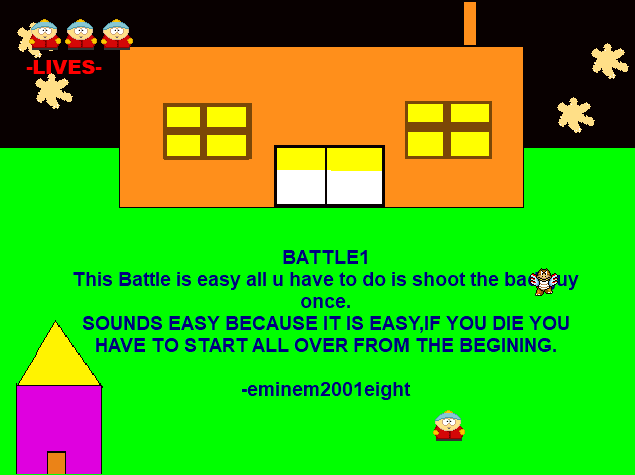 -LIVES-
BATTLE1
This Battle is easy all u have to do is shoot the
once.
SOUNDS EASY BECAUSE IT IS EASY,IF YOU DIE YOU
HAVE TO START ALL OVER FROM THE BEGINING.
-eminem2001eight